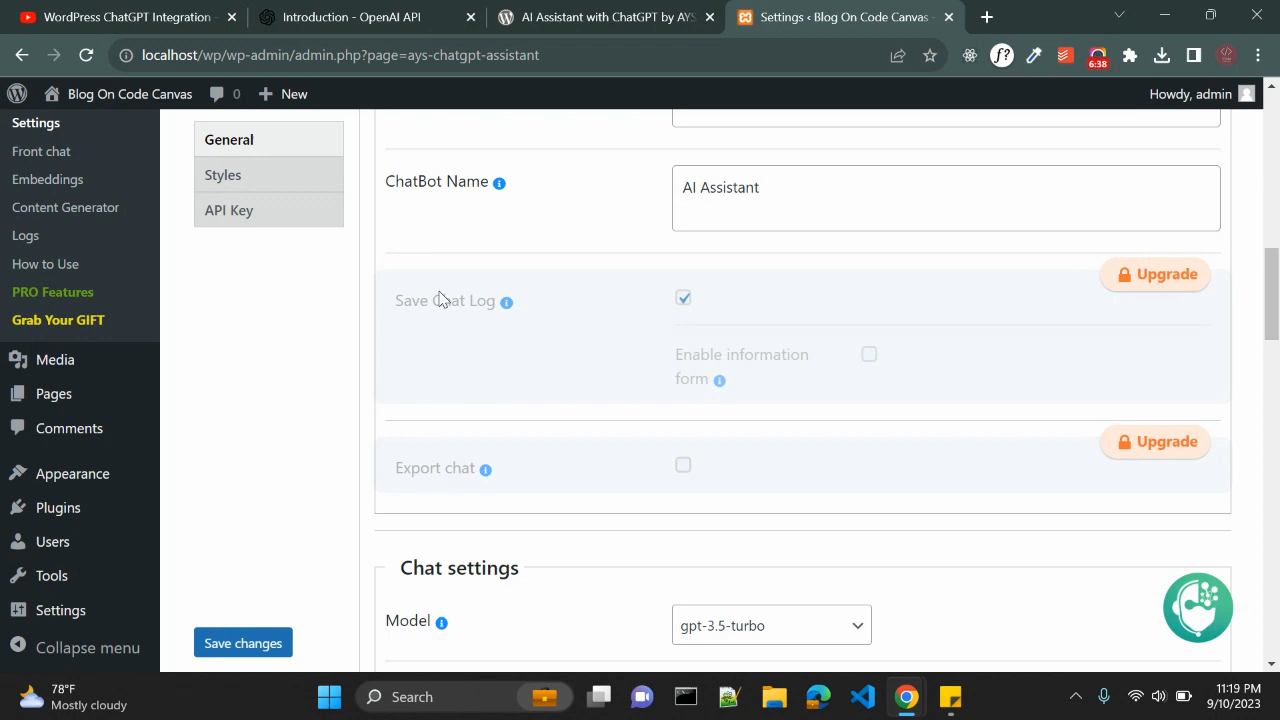 WordPress ChatGPT Integration
Introduction - OpenAI API
AI Assistant with ChatGPT by AYS
Settings ‹ Blog On Code Canvas
localhost/wp/wp-admin/admin.php?page=ays-chatgpt-assistant
f?
6:38
Blog On Code Canvas
0
New
Howdy, admin
Settings
Front chat
Embeddings
Content Generator
Logs
How to Use
PRO Features
Grab Your GIFT
Media
Pages
Comments
Appearance
Plugins
Users
Tools
Settings
Collapse menu
General
Styles
API Key
Save changes
ChatBot Name
AI Assistant
Upgrade
Save Chat Log
Enable information
form
Upgrade
Export chat
Chat settings
Model
gpt-3.5-turbo
78°F
Mostly cloudy
Search
11:19 PM
9/10/2023